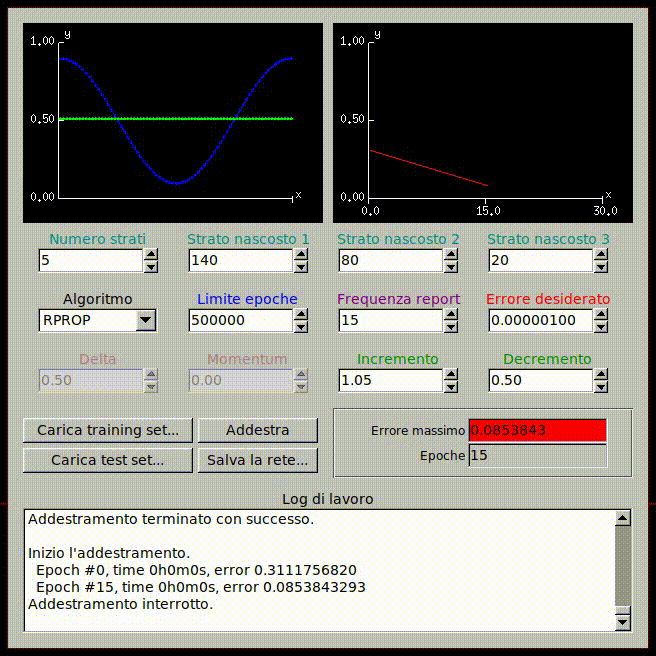 y y
1.00 1.00
0.50 0.50
0.00 x 0.00 x
0.0 15.0 30.0
Numero strati Strato nascosto 1 Strato nascosto 2 Strato nascosto 3
5 140 80 20
Algoritmo Limite epoche Frequenza report Errore desiderato
RPROP 500000 15 0.00000100
Delta Momentum Incremento Decremento
0.50 0.00 1.05 0.50
Carica training set... Addestra Errore massimo 0.0853843
Carica test set... Salva la rete... Epoche 15
Log di lavoro
Addestramento terminato con successo.
Inizio l'addestramento.
Epoch #0, time 0h0m0s, error 0.3111756820
Epoch #15, time 0h0m0s, error 0.0853843293
Addestramento interrotto.